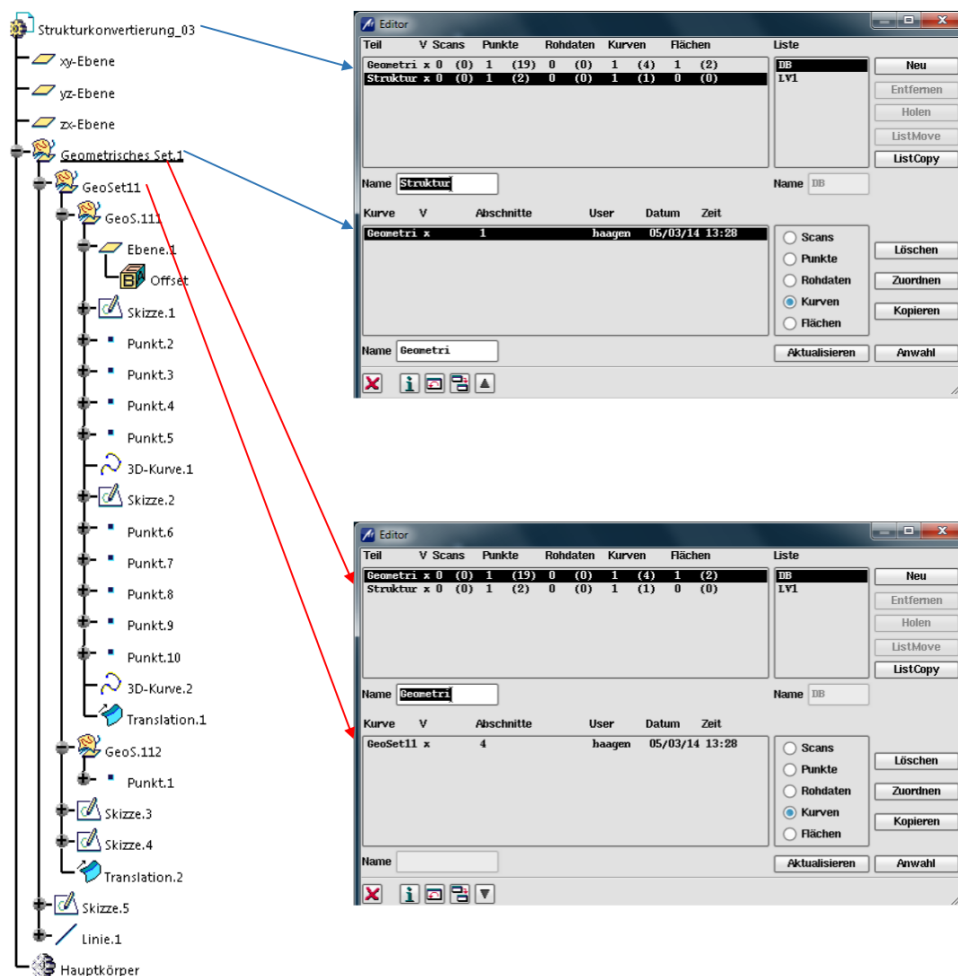 Strukturkonvertierung_03
xy-Ebene
yz-Ebene
zx-Ebene
Geometrisches Set.1
GeoSet11
GeoS.111
Ebene.1
B Offset
Skizze.1
Punkt.2
Punkt.3
Punkt.4
Punkt.5
3D-Kurve.1
Skizze.2
Punkt.6
Punkt.7
Punkt.8
Punkt.9
Punkt.10
3D-Kurve.2
Translation.1
GeoS.112
Punkt.1
Skizze.3
Skizze.4
Translation.2
Skizze.5
Linie.1
Hauptkörper
Editor
Teil V Scans Punkte Rohdaten Kurven Flächen Liste
Geometri x 0 (0) 1 (19) 0 (0) 1 (4) 1 (2) DB Neu
Struktur x 0 (0) 1 (2) 0 (0) 1 (1) 0 (0) LV1
Entfernen
Holen
ListMove
ListCopy
Name Struktur Name DB
Kurve V Abschnitte User Datum Zeit
Geometri x 1 haagen 05/03/14 13:28
Scans
Punkte
Rohdaten
Kurven
Flächen
Löschen
Zuordnen
Kopieren
Name Geometri Aktualisieren Anwahl
Editor
Teil V Scans Punkte Rohdaten Kurven Flächen Liste
Geometri x 0 (0) 1 (19) 0 (0) 1 (4) 1 (2) DB Neu
Struktur x 0 (0) 1 (2) 0 (0) 1 (1) 0 (0) LV1
Entfernen
Holen
ListMove
ListCopy
Name Geometri Name DB
Kurve V Abschnitte User Datum Zeit
GeoSet11 x 4 haagen 05/03/14 13:28
Scans
Punkte
Rohdaten
Kurven
Flächen
Löschen
Zuordnen
Kopieren
Name Aktualisieren Anwahl